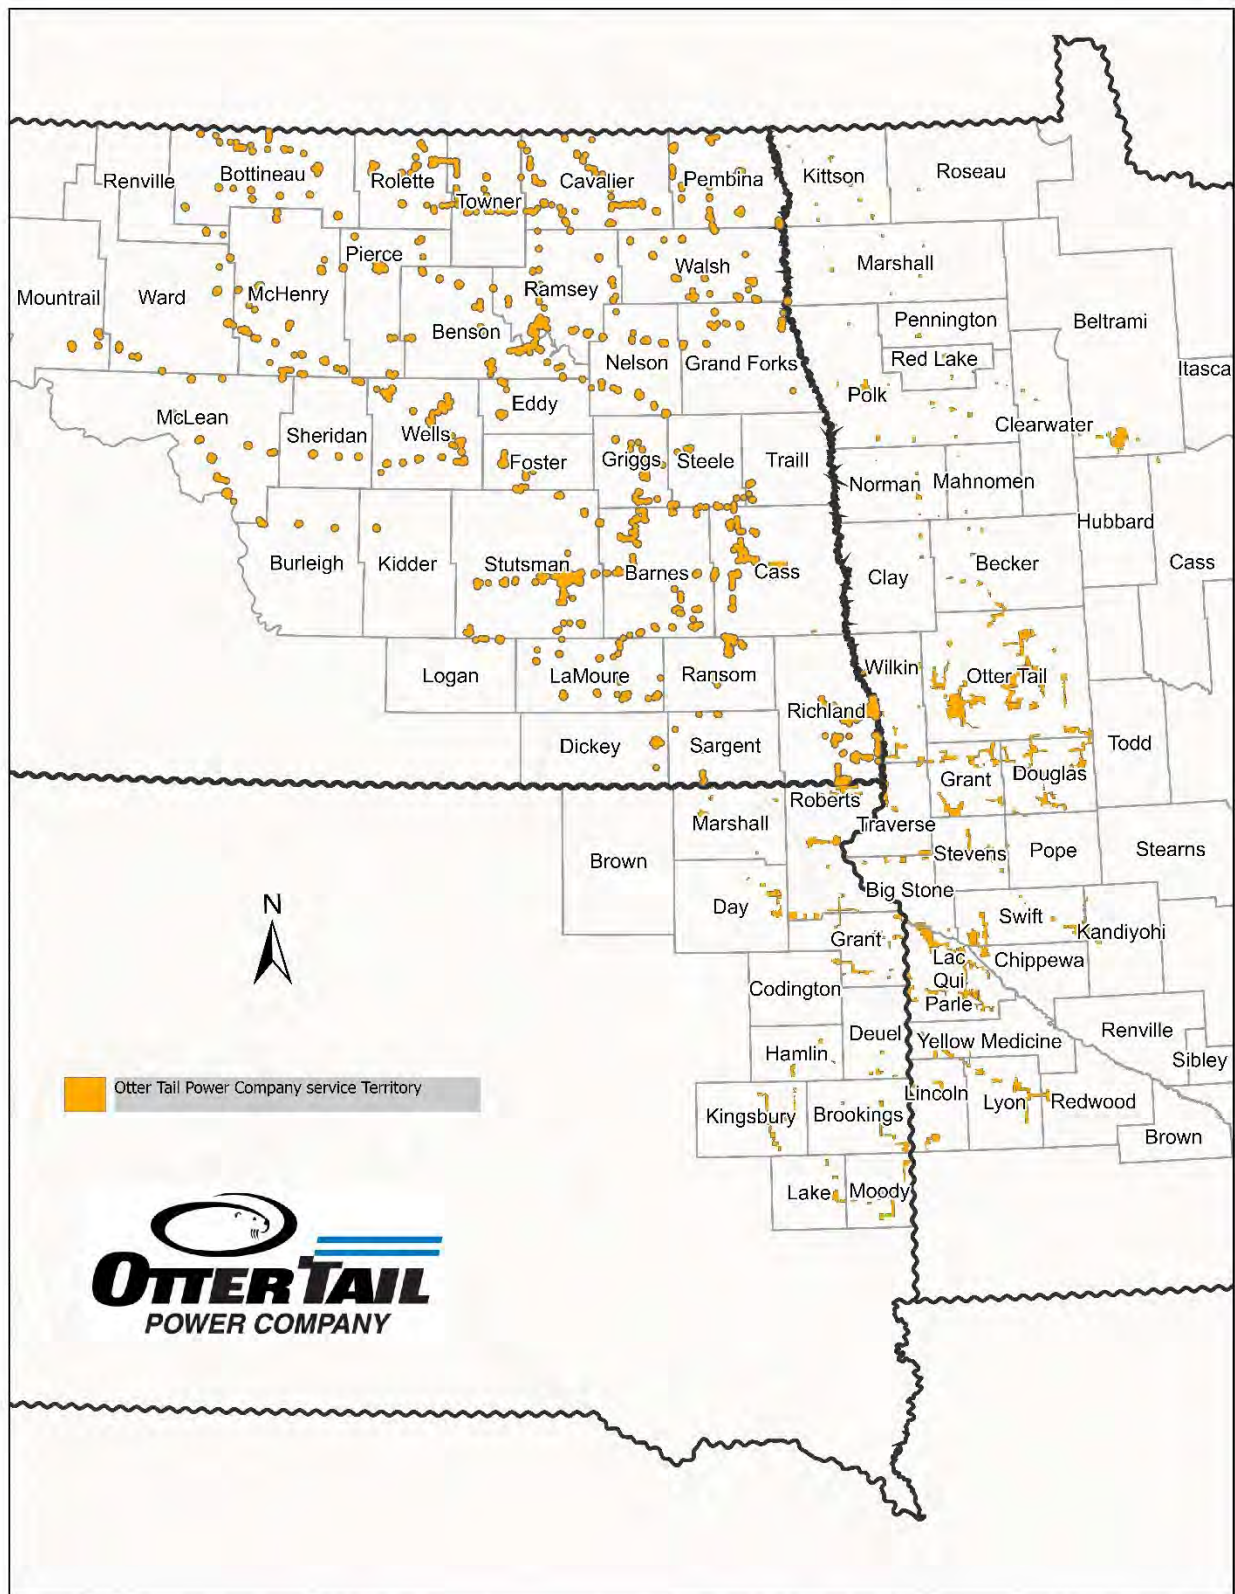 Kittson
Roseau
Renville
Bottineau
Rolette
Towner
Cavalier
Pembina
Pierce
Walsh
Marshall
Mountrail
Ward
McHenry
Ramsey
Benson
Nelson
Grand Forks
Pennington
Beltrami
Red Lake
Itasca
Polk
McLean
Sheridan
Wells
Eddy
Clearwater
Foster
Griggs
Steele
Traill
Norman
Mahnomen
Hubbard
Burleigh
Kidder
Stutsman
Barnes
Cass
Clay
Becker
Cass
Logan
LaMoure
Ransom
Wilkin
Otter Tail
Richland
Dickey
Sargent
Todd
Grant
Douglas
Roberts
Marshall
Traverse
Brown
Stevens
Pope
Stearns
Big Stone
Day
Swift
Kandiyohi
Grant
Lac
Qui
Parle
Chippewa
Codington
Deuel
Yellow Medicine
Renville
Hamlin
Sibley
Kingsbury
Brookings
Lincoln
Lyon
Redwood
Brown
Lake
Moody
N
Otter Tail Power Company service Territory
OTTER TAIL
POWER COMPANY